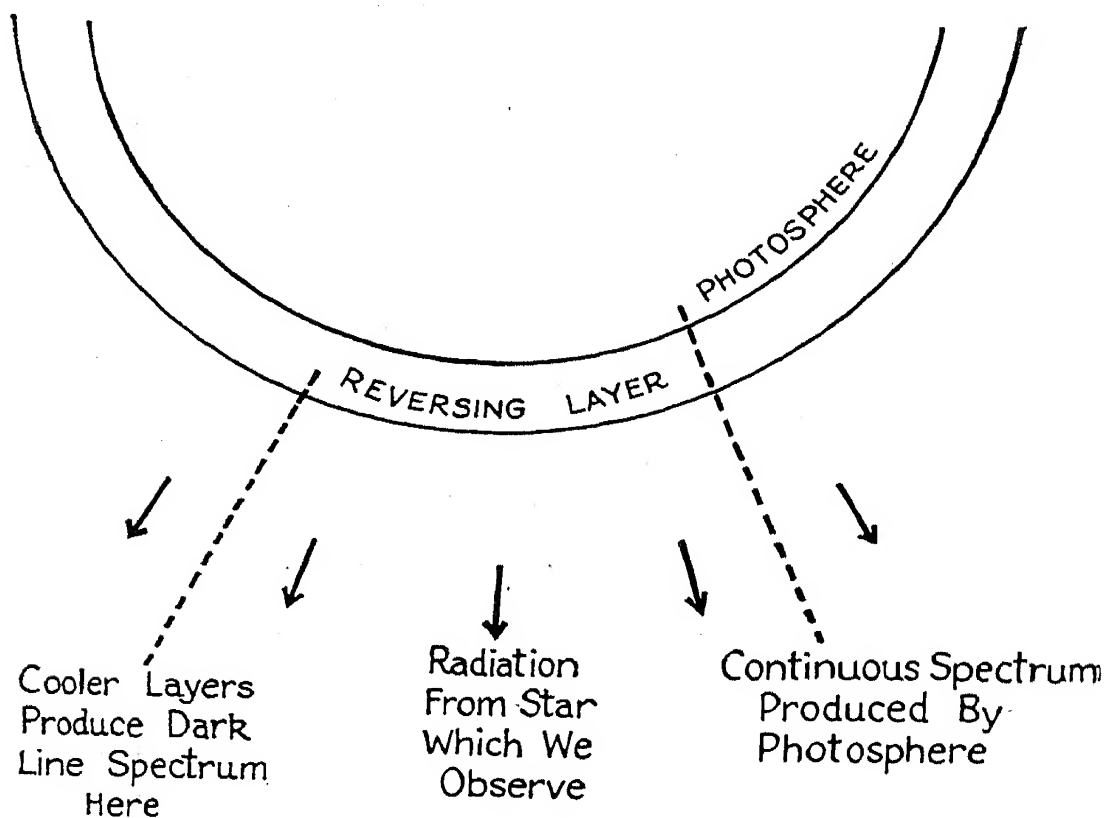 PHOTOSPHERE
REVERSING LAYER
Cooler Layers
Produce Dark
Line Spectrum
Here
Radiation
From Star
Which We
Observe
Continuous Spectrum
Produced By
Photosphere